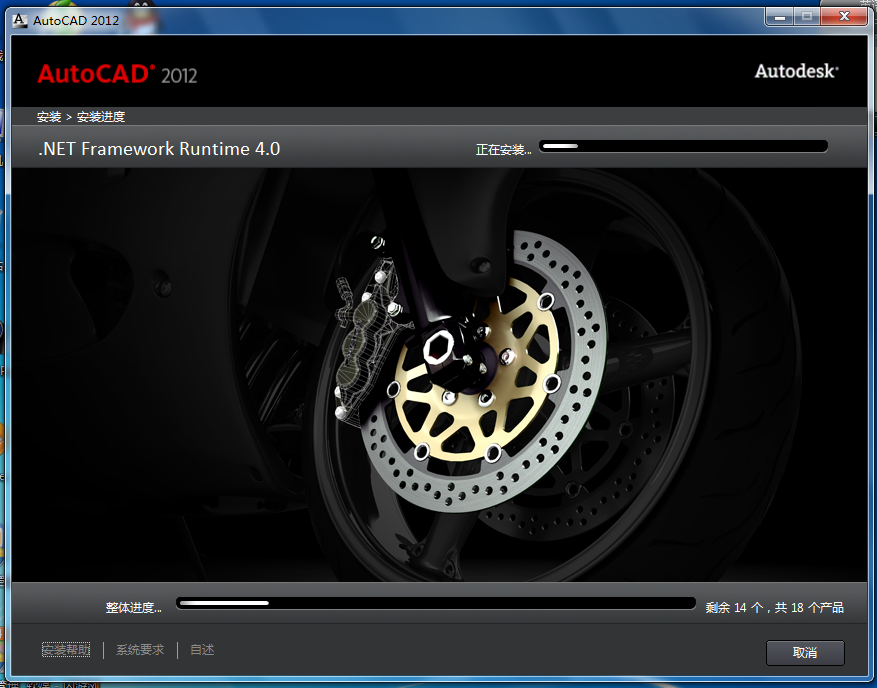 AutoCAD 2012
AutoCAD® 2012
Autodesk®
安装 > 安装进度
.NET Framework Runtime 4.0
正在安装...
整体进度...
剩余 14 个，共 18 个产品
安装帮助 | 系统要求 | 自述
取消